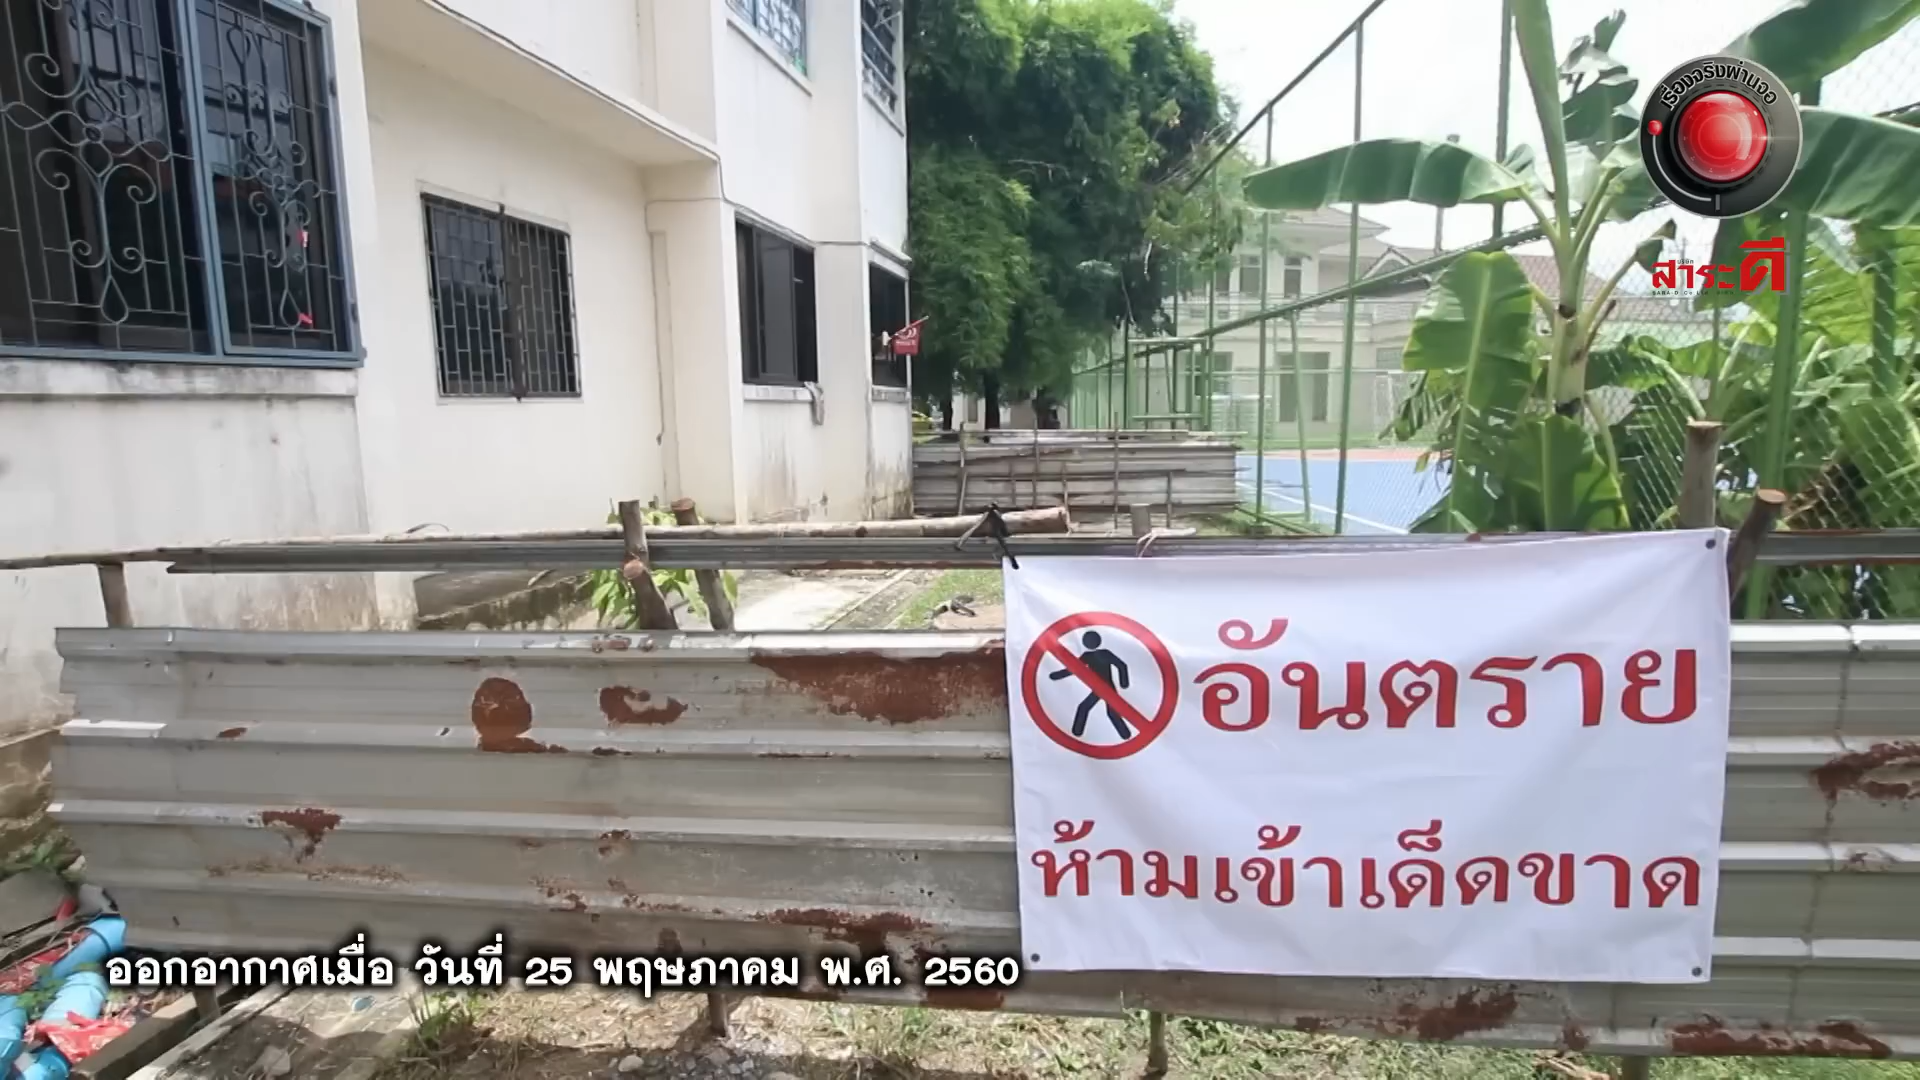 เรื่องจริงผ่านจอ
สาระดี
อันตราย
ห้ามเข้าเด็ดขาด
ออกอากาศเมื่อ วันที่ 25 พฤษภาคม พ.ศ. 2560